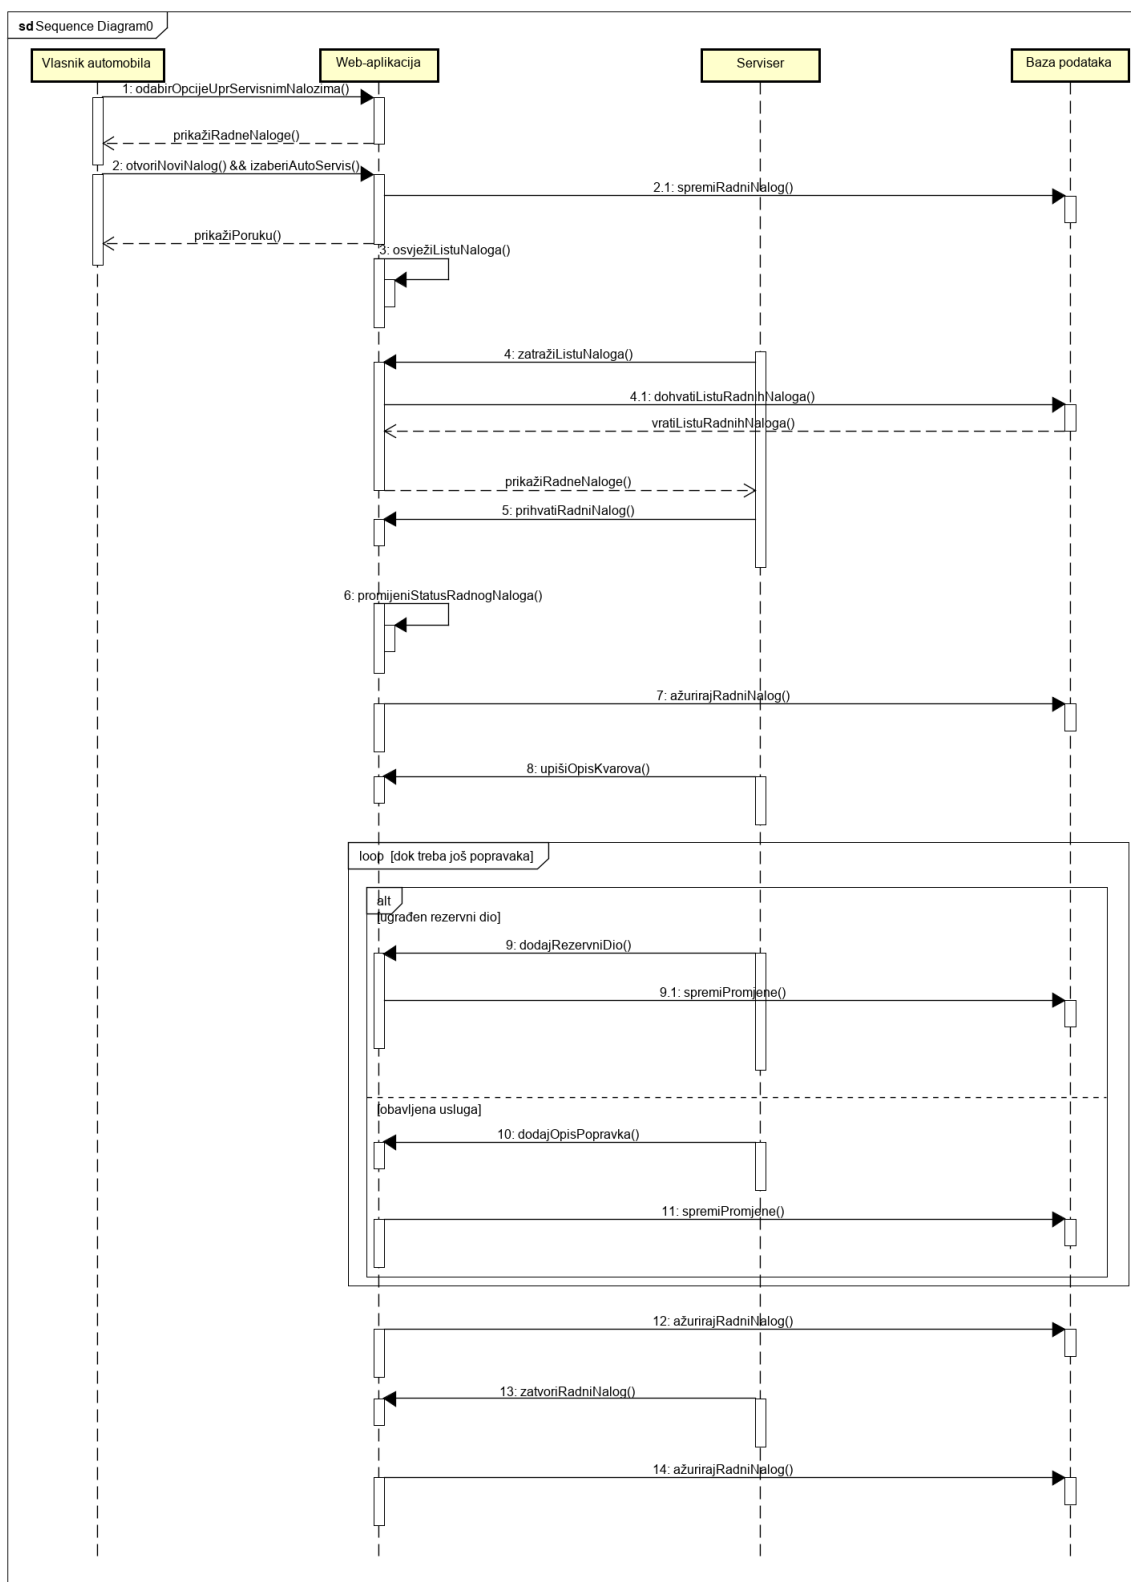 sd Sequence Diagram0
Vlasnik automobila
Web-aplikacija
Serviser
Baza podataka
1: odabirOpcijeUprServisnimNalozima()
prikažiRadneNaloge()
2: otvoriNoviNalog() && izaberiAutoServis()
2.1: spremiRadniNalog()
prikažiPoruku()
3: osvježiListuNaloga()
4: zatražiListuNaloga()
4.1: dohvatiListuRadnihNaloga()
vratiListuRadnihNaloga()
prikažiRadneNaloge()
5: prihvatiRadniNalog()
6: promijeniStatusRadnogNaloga()
7: ažurirajRadniNalog()
8: upišiOpisKvarova()
loop [dok treba još popravaka]
alt
[ugrađen rezervni dio]
9: dodajRezervniDio()
9.1: spremiPromjene()
[obavljena usluga]
10: dodajOpisPopravka()
11: spremiPromjene()
12: ažurirajRadniNalog()
13: zatvoriRadniNalog()
14: ažurirajRadniNalog()